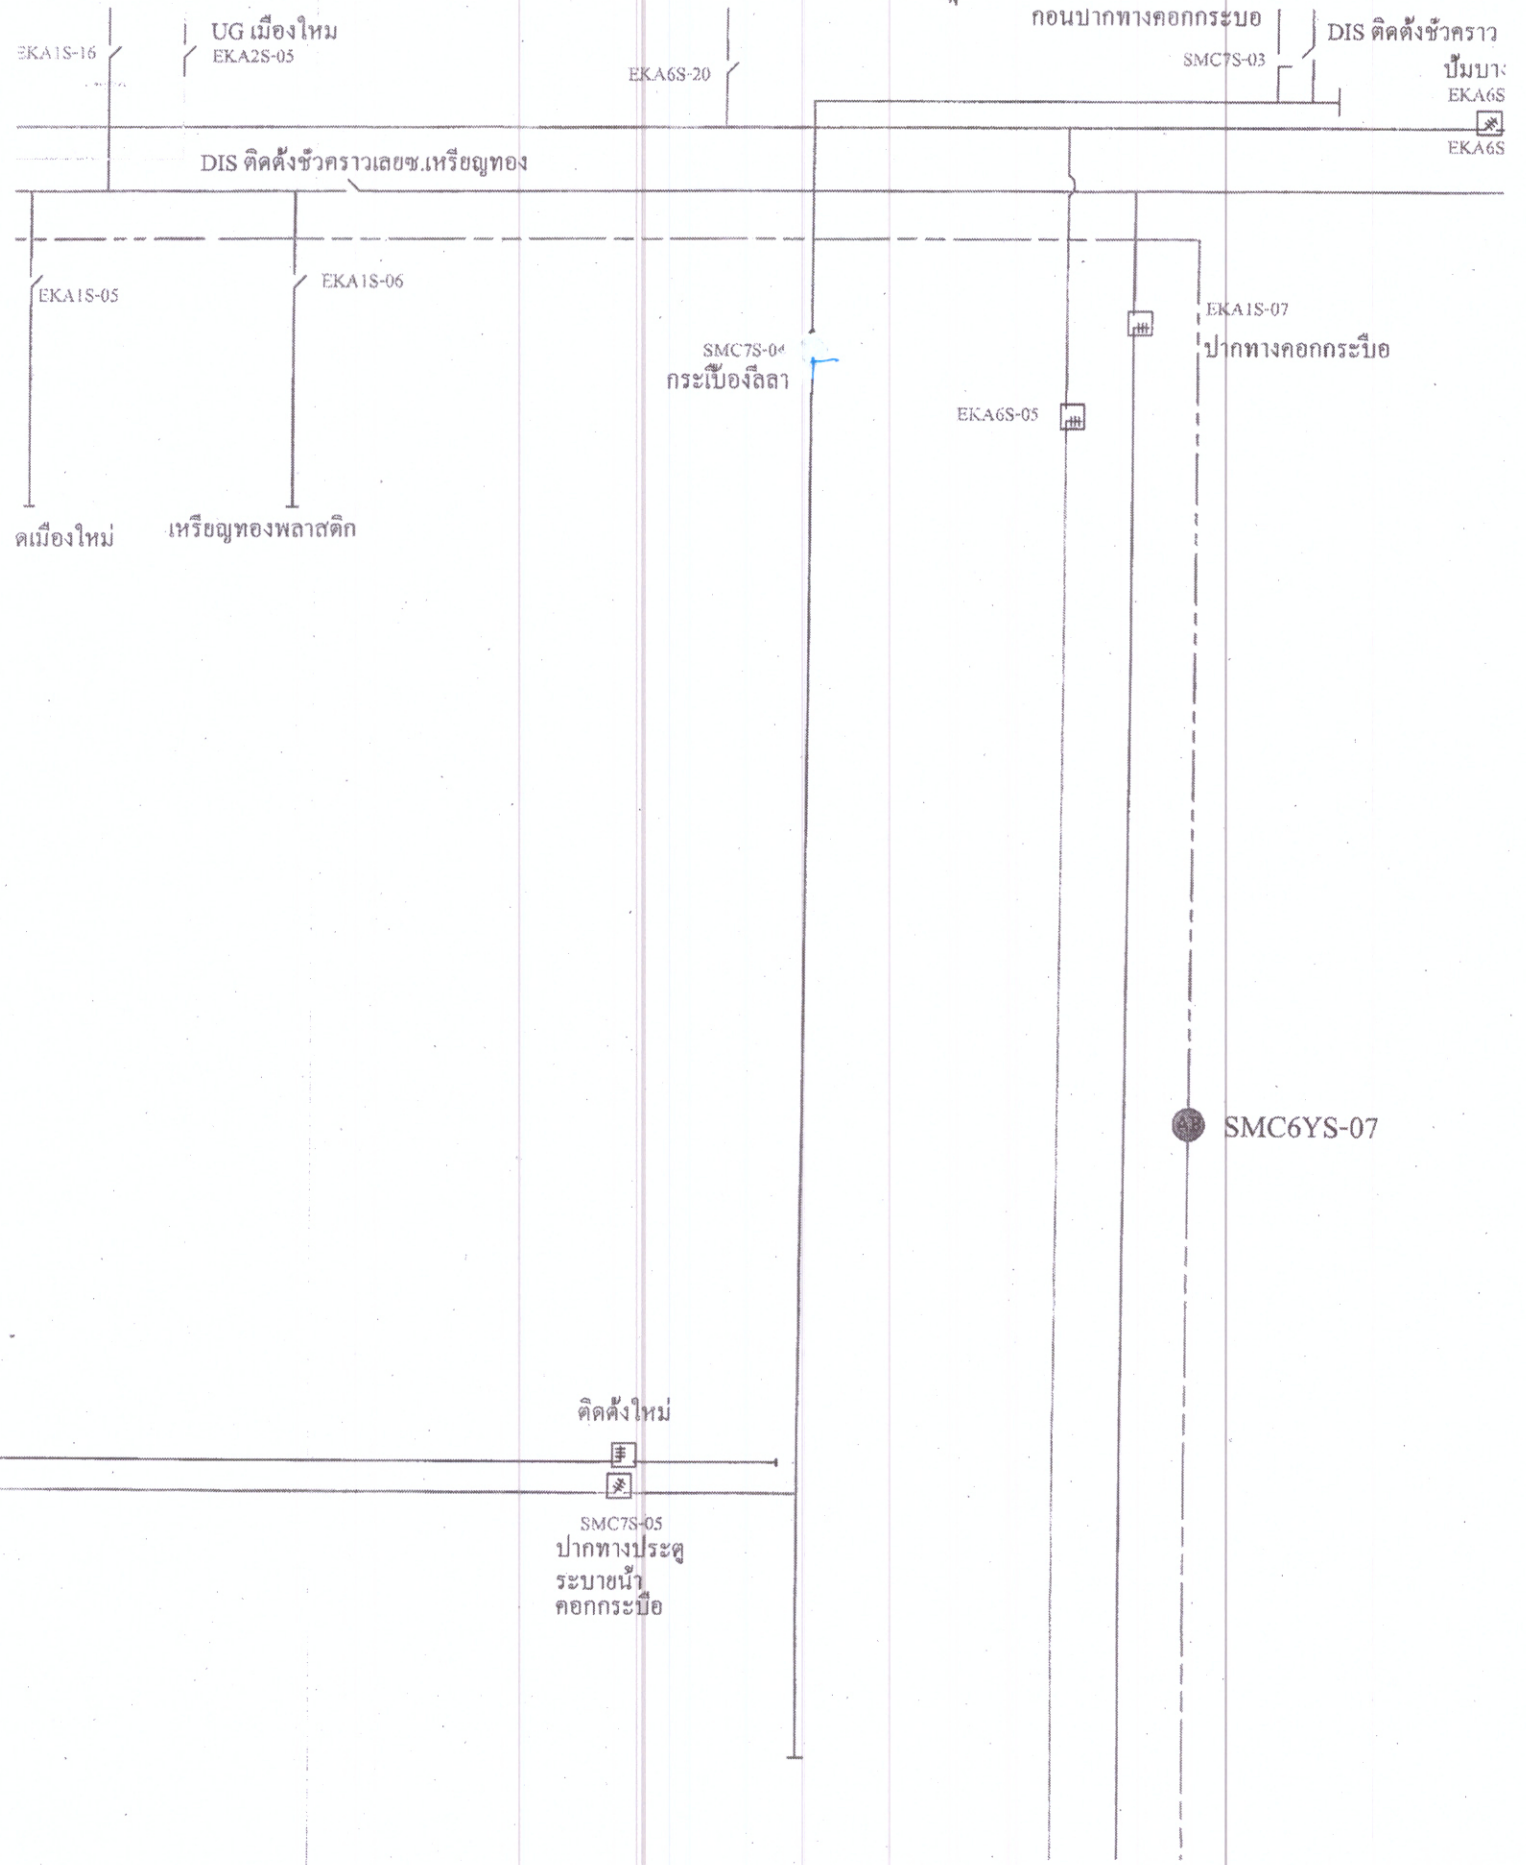 ก่อนปากทางคอกกระบือ
UG เมืองใหม่
EKA1S-16
EKA2S-05
DIS ติดตั้งชั่วคราว
SMC7S-03
EKA6S-20
EKA6S
EKA6S
DIS ติดตั้งชั่วคราวเลยซ.เหรียญทอง
EKA1S-05
EKA1S-06
EKA1S-07
ปากทางคอกกระบือ
กระเบื้องลีลา
EKA6S-05
เมืองใหม่
เหรียญทองพลาสติก
SMC6YS-07
ติดตั้งใหม่
SMC7S-05
ปากทางประตู
ระบายน้ำ
คอกกระบือ